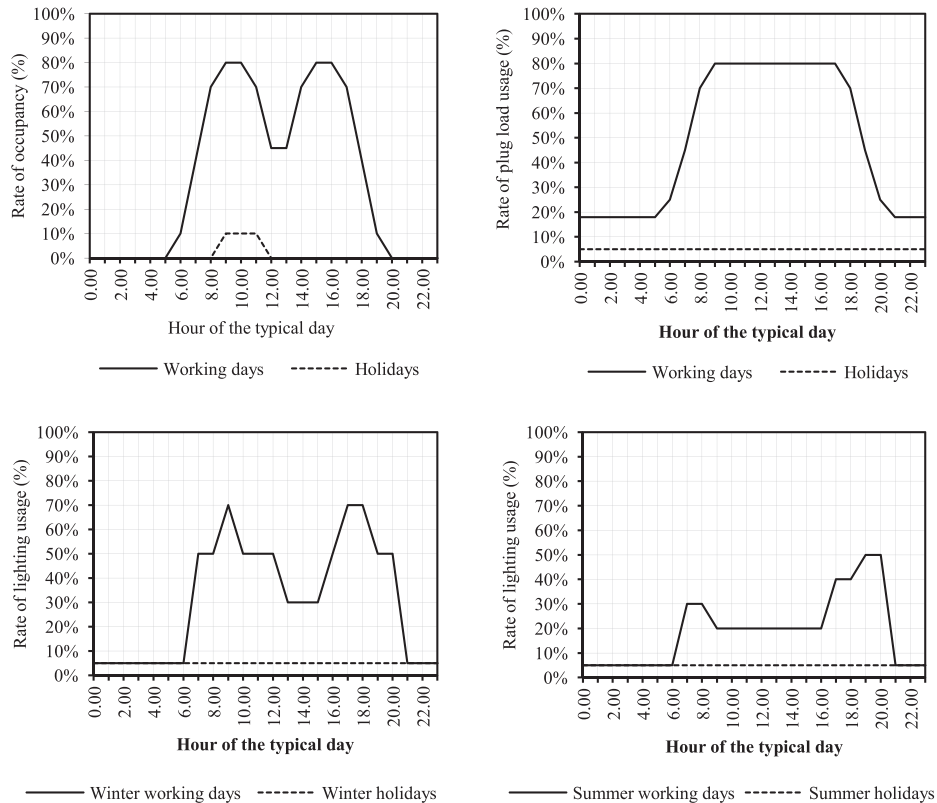 Rate of occupancy (%)
100%
90%
80%
70%
60%
50%
40%
30%
20%
10%
0%
0.00 2.00 4.00 6.00 8.00 10.00 12.00 14.00 16.00 18.00 20.00 22.00
Hour of the typical day
Working days Holidays
Rate of plug load usage (%)
100%
90%
80%
70%
60%
50%
40%
30%
20%
10%
0%
0.00 2.00 4.00 6.00 8.00 10.00 12.00 14.00 16.00 18.00 20.00 22.00
Hour of the typical day
Working days Holidays
Rate of lighting usage (%)
100%
90%
80%
70%
60%
50%
40%
30%
20%
10%
0%
0.00 2.00 4.00 6.00 8.00 10.00 12.00 14.00 16.00 18.00 20.00 22.00
Hour of the typical day
Winter working days Winter holidays
Rate of lighting usage (%)
100%
90%
80%
70%
60%
50%
40%
30%
20%
10%
0%
0.00 2.00 4.00 6.00 8.00 10.00 12.00 14.00 16.00 18.00 20.00 22.00
Hour of the typical day
Summer working days Summer holidays